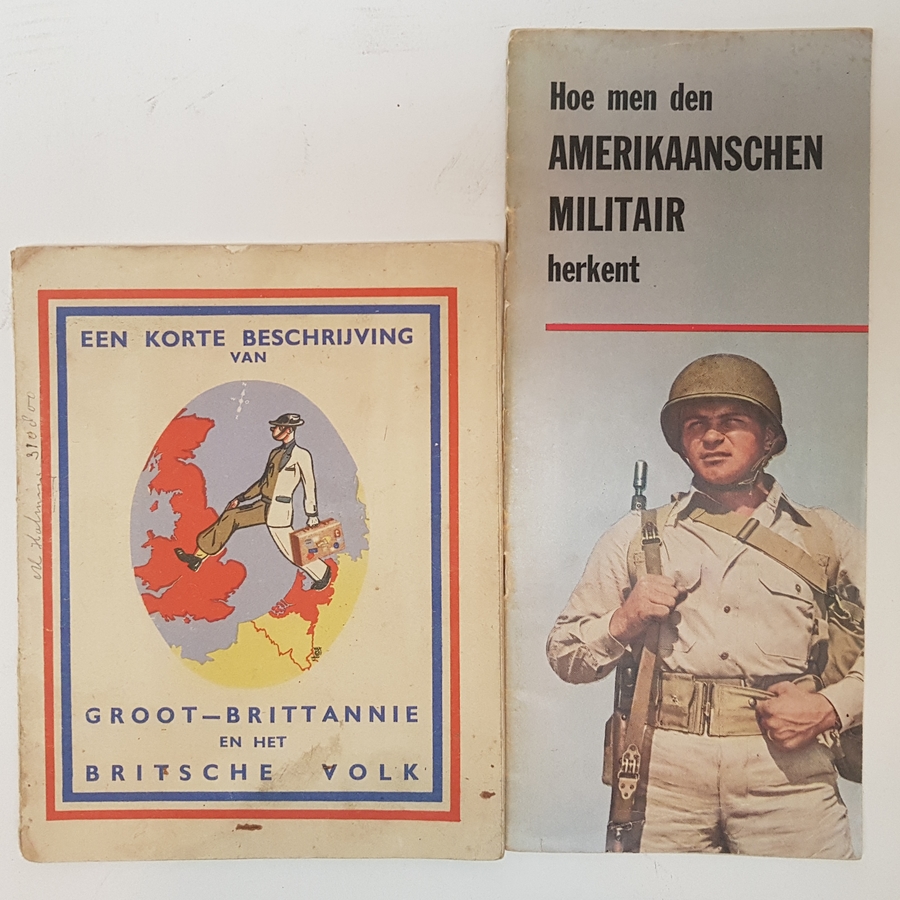 EEN KORTE BESCHRIJVING
VAN
GROOT—BRITTANNIE
EN HET
BRITSCHE VOLK
Hoe men den
AMERIKAANSCHEN
MILITAIR
herkent